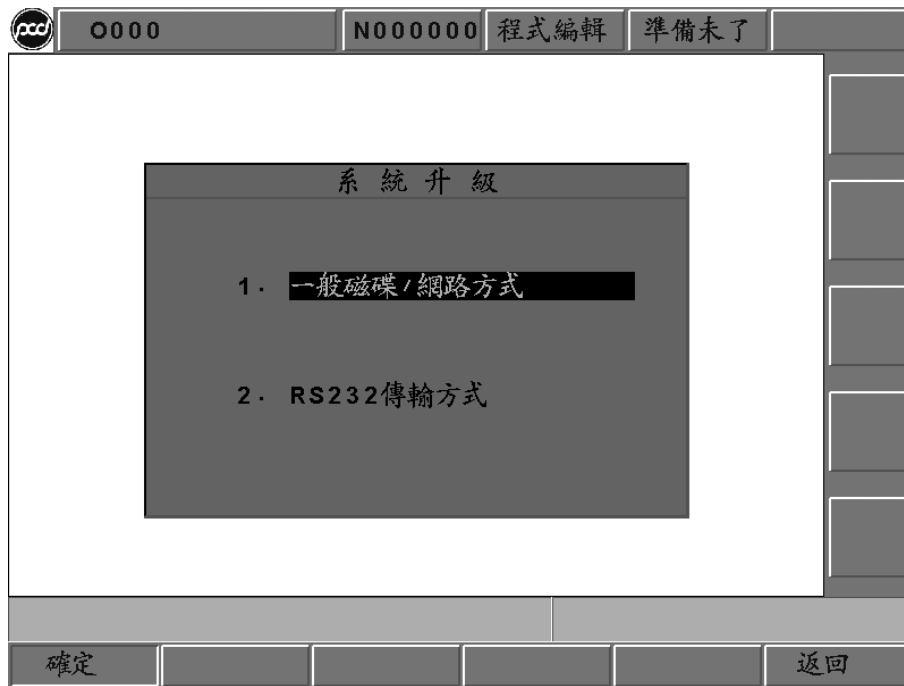 pcd O000 N000000 程式編輯 準備未了
系統升級
1. 一般磁碟/網路方式
2. RS232傳輸方式
確定 返回